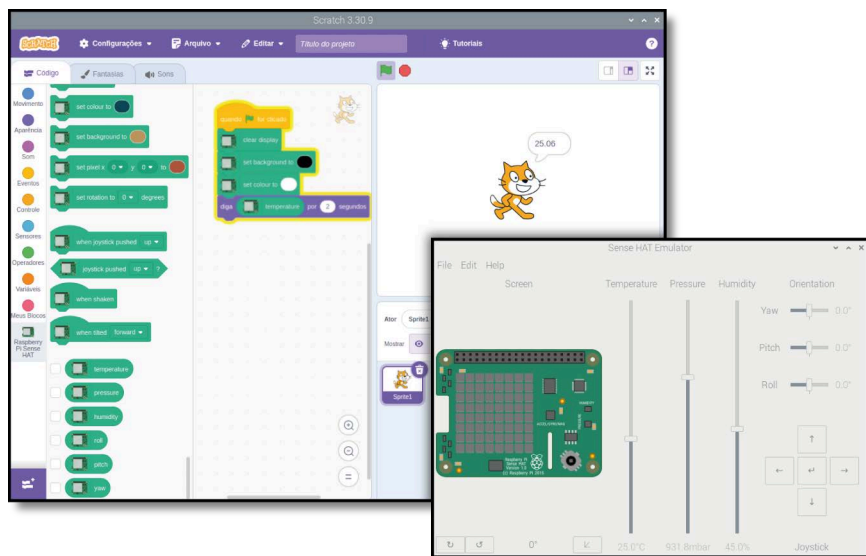 Scratch 3.30.9
SCRATCH Configurações Arquivo Editar Título do projeto Tutoriais ?
Código Fantasias Sons
Movimento
Aparência
Som
Eventos
Controle
Sensores
Operadores
Variáveis
Meus Blocos
Raspberry
Pi Sense
HAT
set colour to
set background to
set pixel x 0 y 0 to
set rotation to 0 degrees
when joystick pushed up
joystick pushed up ?
when shaken
when tilted forward
temperature
pressure
humidity
roll
pitch
yaw
quando for clicado
clear display
set background to
set colour to
diga temperature por 2 segundos
25.06
Ator Sprite1
Mostrar
Sprite1
Sense HAT Emulator
File Edit Help
Screen Temperature Pressure Humidity Orientation
Yaw 0.0°
Pitch 0.0°
Roll 0.0°
Raspberry Pi
Sense HAT
0° 25.0°C 931.8mbar 45.0% Joystick